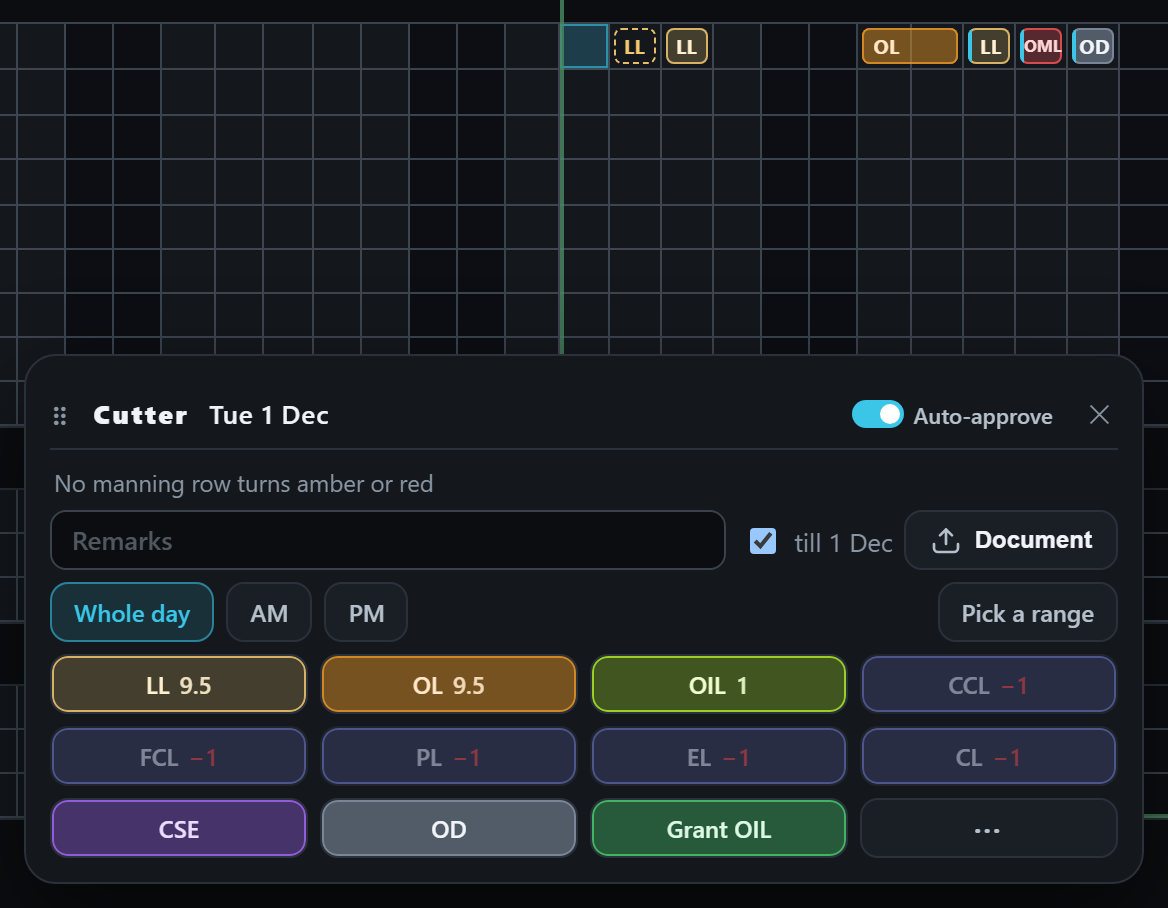 LL LL OL LL OML OD
Cutter Tue 1 Dec Auto-approve
No manning row turns amber or red
Remarks till 1 Dec Document
Whole day AM PM Pick a range
LL 9.5 OL 9.5 OIL 1 CCL −1
FCL −1 PL −1 EL −1 CL −1
CSE OD Grant OIL ...